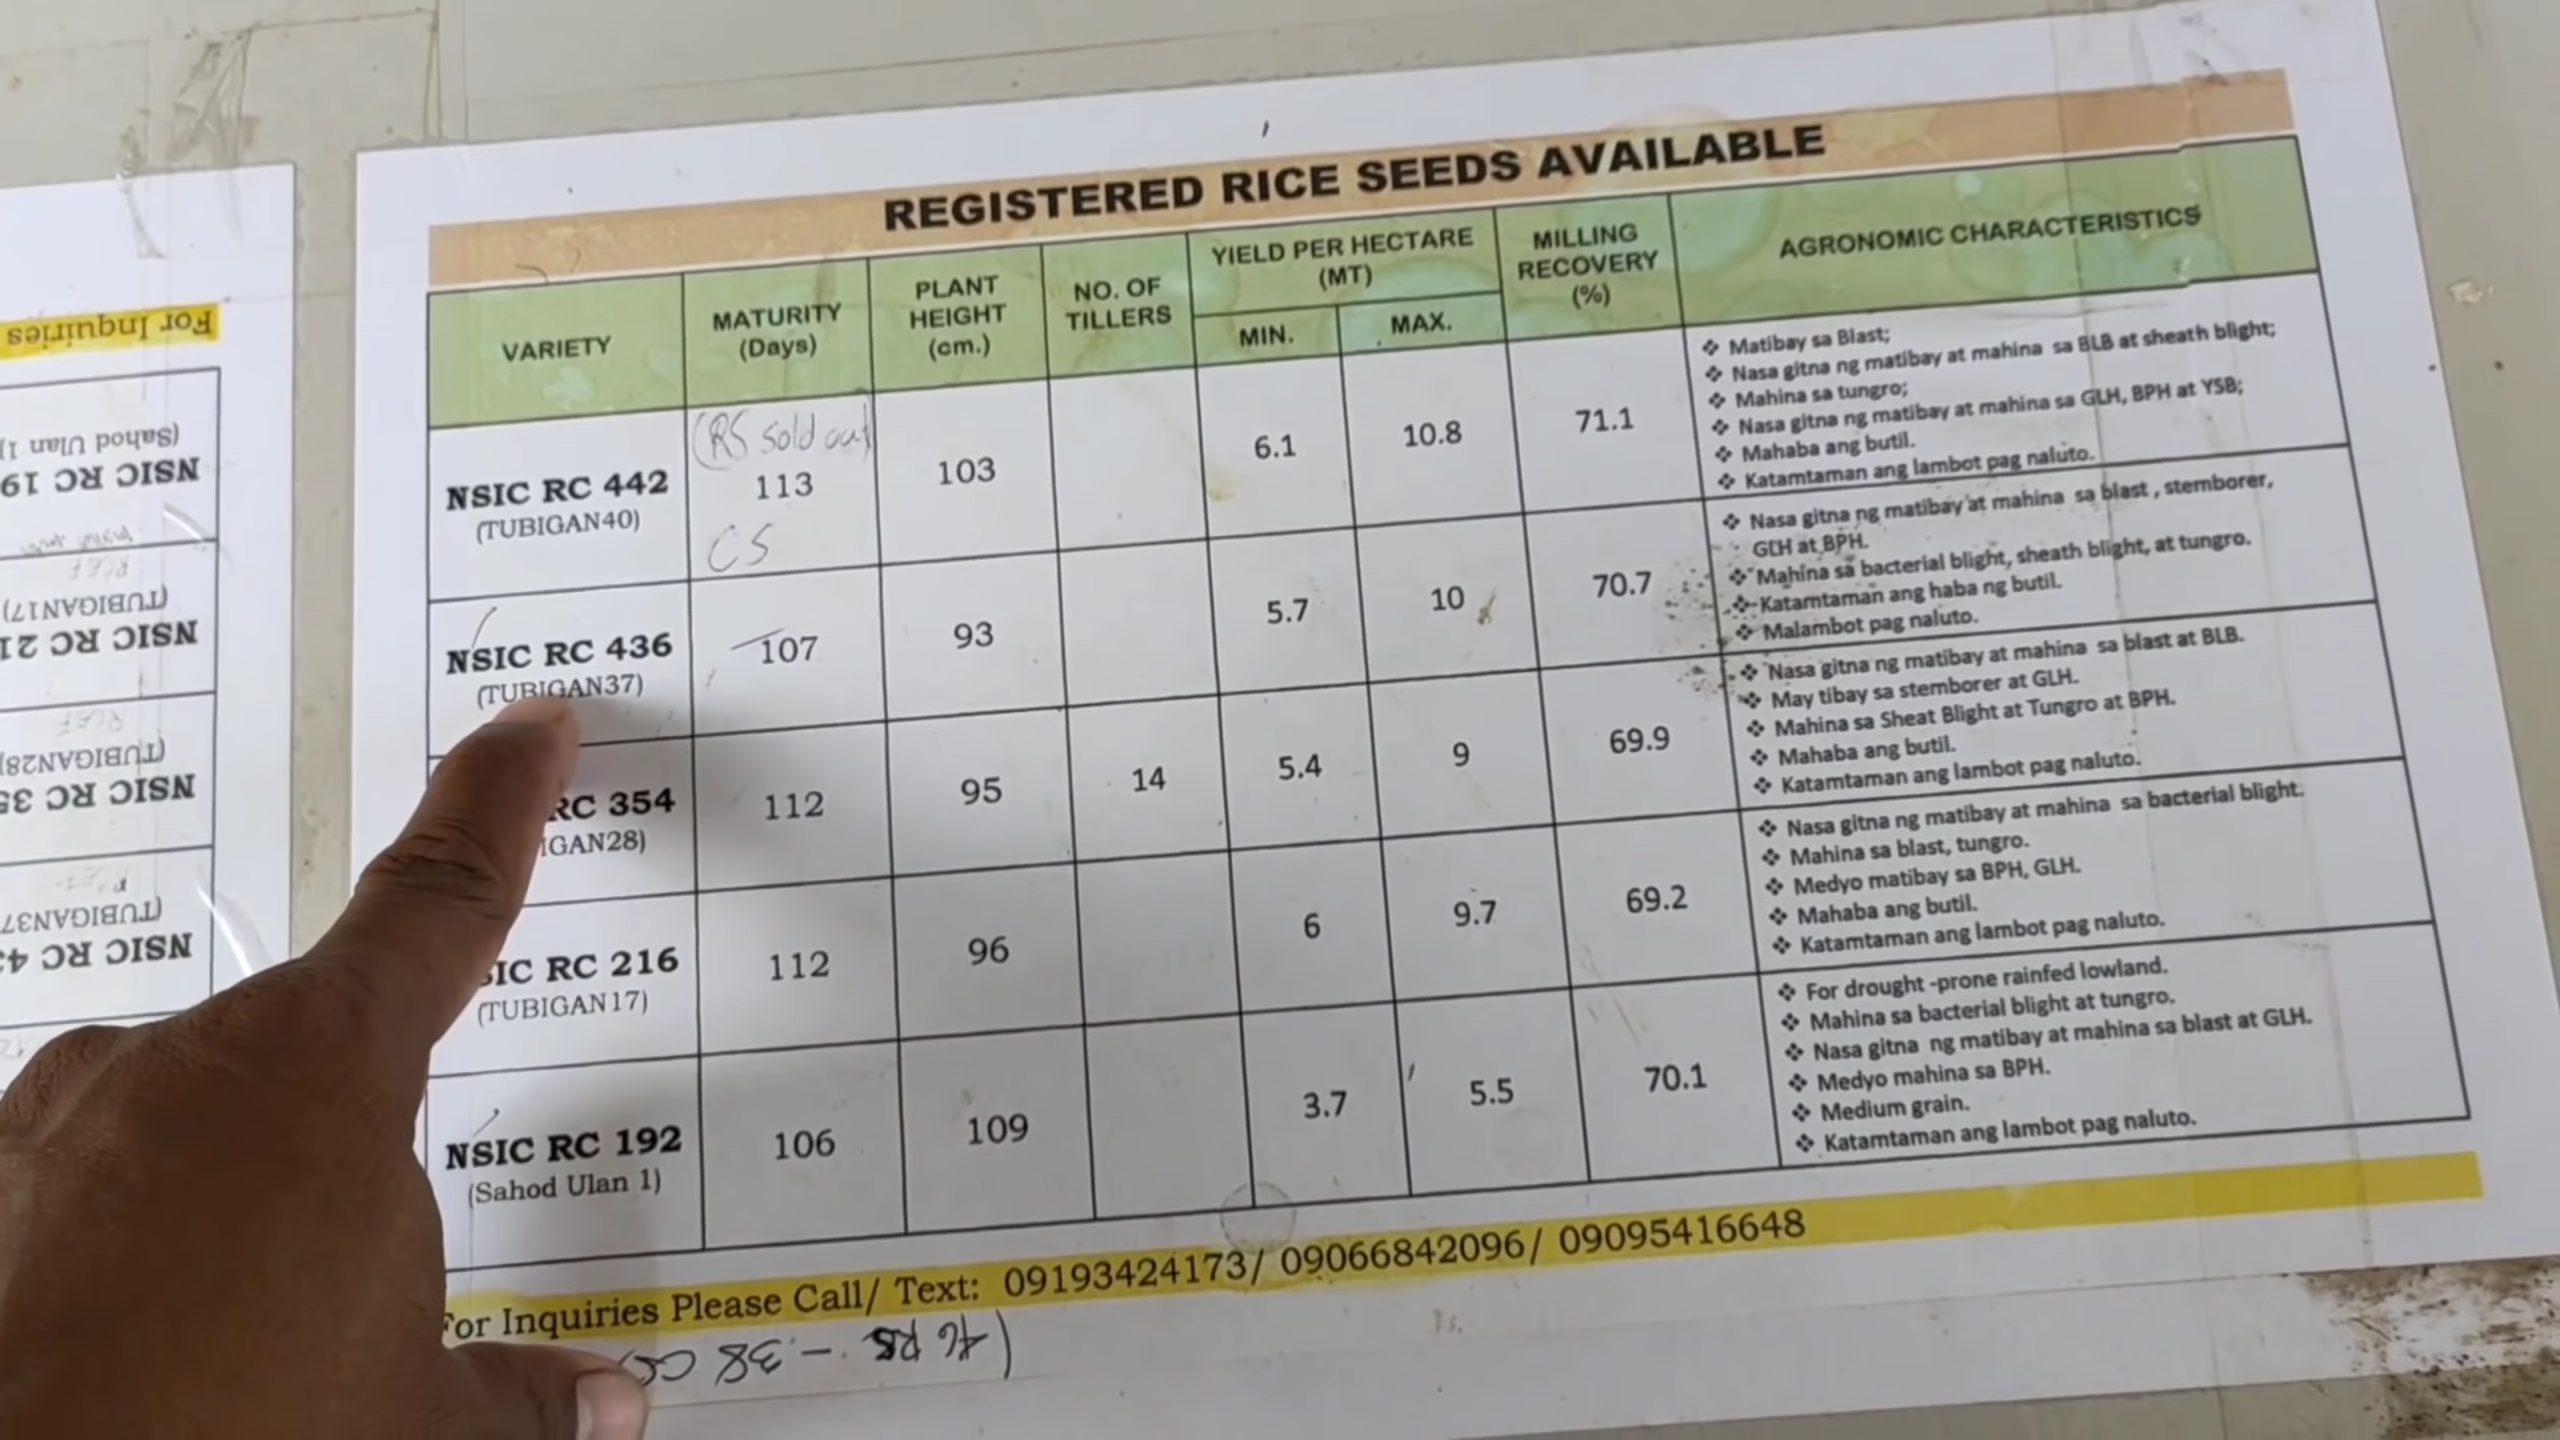 REGISTERED RICE SEEDS AVAILABLE
VARIETY
MATURITY
(Days)
PLANT
HEIGHT
(cm.)
NO. OF
TILLERS
YIELD PER HECTARE
(MT)
MIN.
MAX.
MILLING
RECOVERY
(%)
AGRONOMIC CHARACTERISTICS
NSIC RC 442
(TUBIGAN40)
(RS sold out)
113
CS
103
6.1
10.8
71.1
❖ Matibay sa Blast;
❖ Nasa gitna ng matibay at mahina sa BLB at sheath blight;
❖ Mahina sa tungro;
❖ Nasa gitna ng matibay at mahina sa GLH, BPH at YSB;
❖ Mahaba ang butil.
❖ Katamtaman ang lambot pag naluto.
NSIC RC 436
(TUBIGAN37)
107
93
5.7
10
70.7
❖ Nasa gitna ng matibay at mahina sa blast , stemborer,
GLH at BPH.
❖ Mahina sa bacterial blight, sheath blight, at tungro.
❖ Katamtaman ang haba ng butil.
❖ Malambot pag naluto.
RC 354
IGAN28)
112
95
14
5.4
9
69.9
❖ Nasa gitna ng matibay at mahina sa blast at BLB.
❖ May tibay sa stemborer at GLH.
❖ Mahina sa Sheat Blight at Tungro at BPH.
❖ Mahaba ang butil.
❖ Katamtaman ang lambot pag naluto.
SIC RC 216
(TUBIGAN17)
112
96
6
9.7
69.2
❖ Nasa gitna ng matibay at mahina sa bacterial blight.
❖ Mahina sa blast, tungro.
❖ Medyo matibay sa BPH, GLH.
❖ Mahaba ang butil.
❖ Katamtaman ang lambot pag naluto.
NSIC RC 192
(Sahod Ulan 1)
106
109
3.7
5.5
70.1
❖ For drought -prone rainfed lowland.
❖ Mahina sa bacterial blight at tungro.
❖ Nasa gitna ng matibay at mahina sa blast at GLH.
❖ Medyo mahina sa BPH.
❖ Medium grain.
❖ Katamtaman ang lambot pag naluto.
For Inquiries Please Call/ Text: 09193424173/ 09066842096/ 09095416648
RS - 38
For Inquiries
(Sahod Ulan 1)
NSIC RC 19
RCEF
(TUBIGAN17)
NSIC RC 21
RCEF
(TUBIGAN28)
NSIC RC 35
(TUBIGAN37
NSIC RC 43